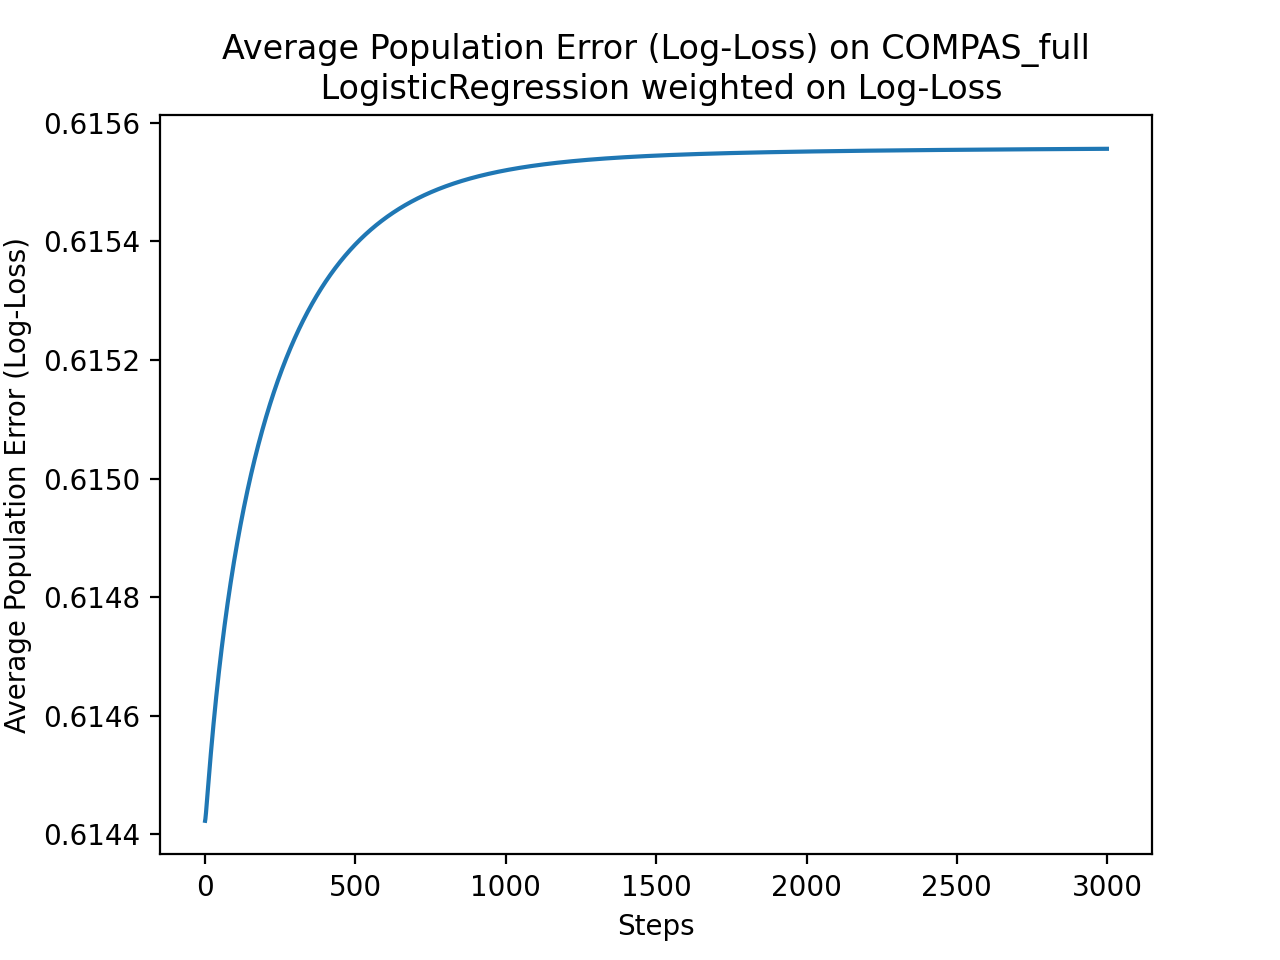 Average Population Error (Log-Loss) on COMPAS_full
LogisticRegression weighted on Log-Loss
Average Population Error (Log-Loss)
0.6156
0.6154
0.6152
0.6150
0.6148
0.6146
0.6144
0 500 1000 1500 2000 2500 3000
Steps